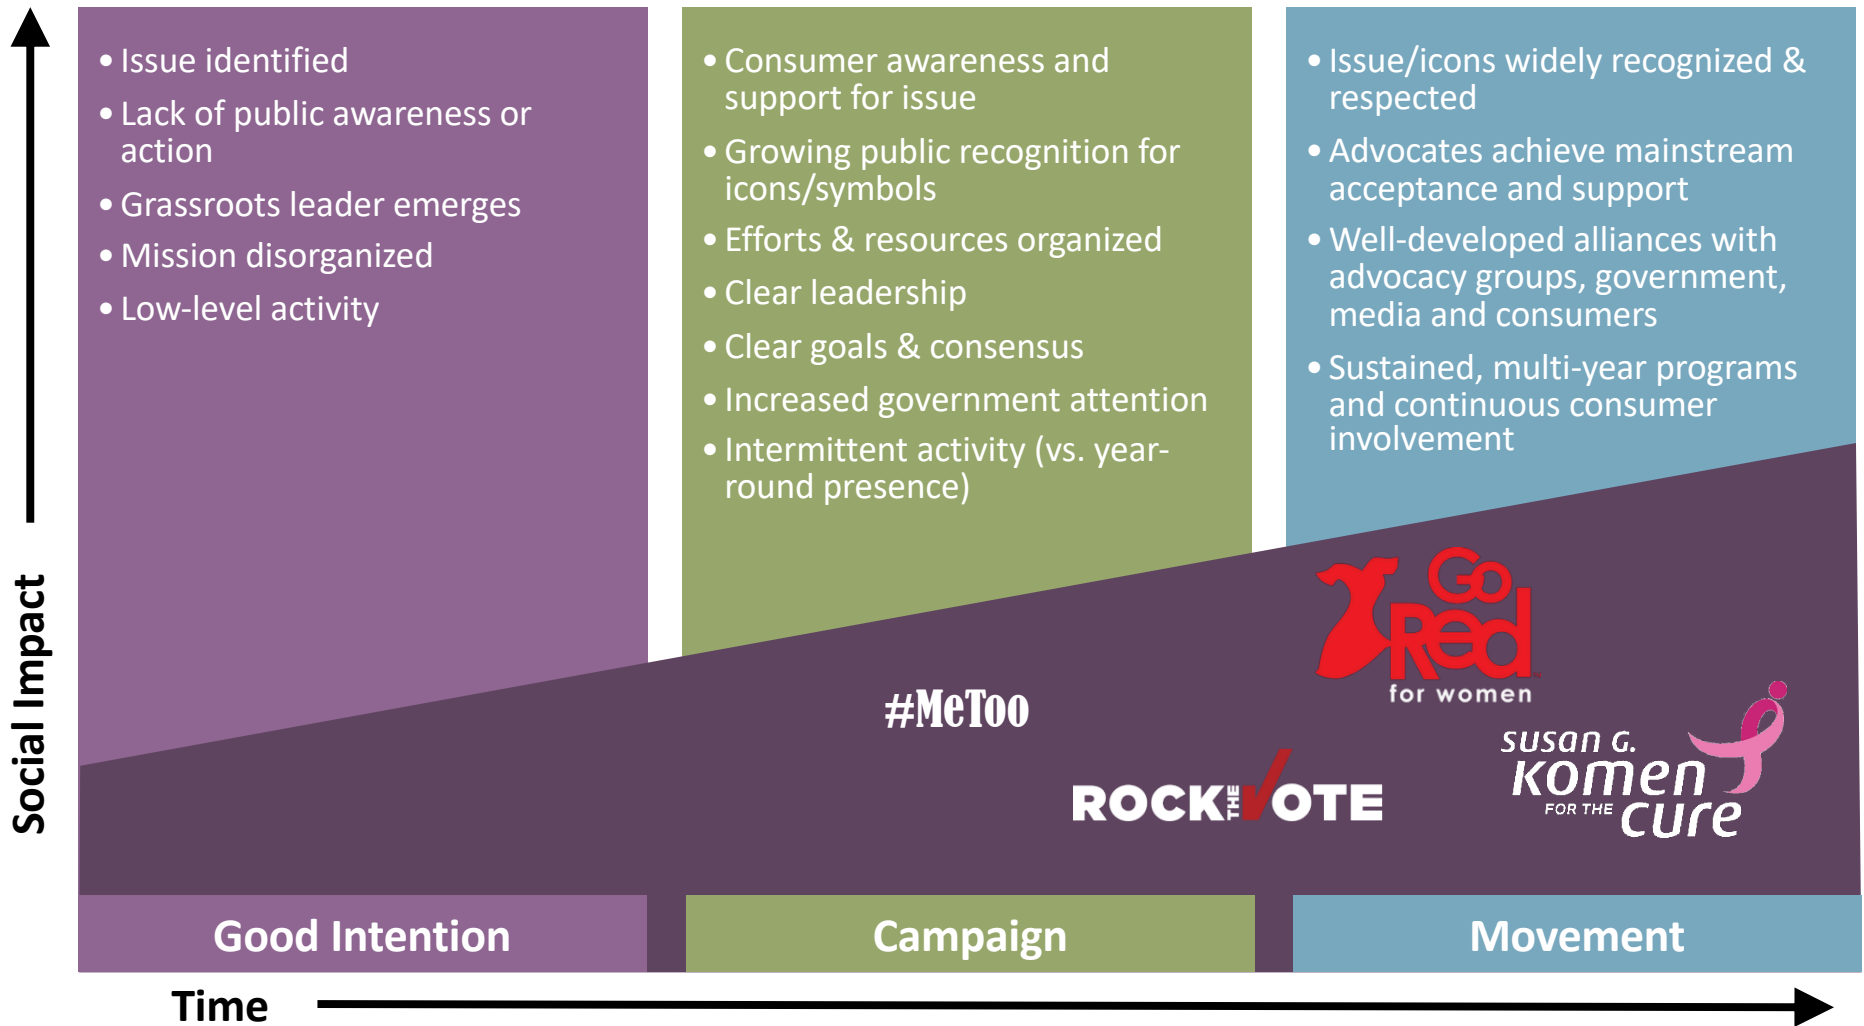 • Issue identified
• Lack of public awareness or
action
• Grassroots leader emerges
• Mission disorganized
• Low-level activity
• Consumer awareness and
support for issue
• Growing public recognition for
icons/symbols
• Efforts & resources organized
• Clear leadership
• Clear goals & consensus
• Increased government attention
• Intermittent activity (vs. year-
round presence)
• Issue/icons widely recognized &
respected
• Advocates achieve mainstream
acceptance and support
• Well-developed alliances with
advocacy groups, government,
media and consumers
• Sustained, multi-year programs
and continuous consumer
involvement
Social Impact
#MeToo
ROCK THE VOTE
Go
Red
for women
susan G.
Komen
FOR THE cure
Good Intention
Campaign
Movement
Time